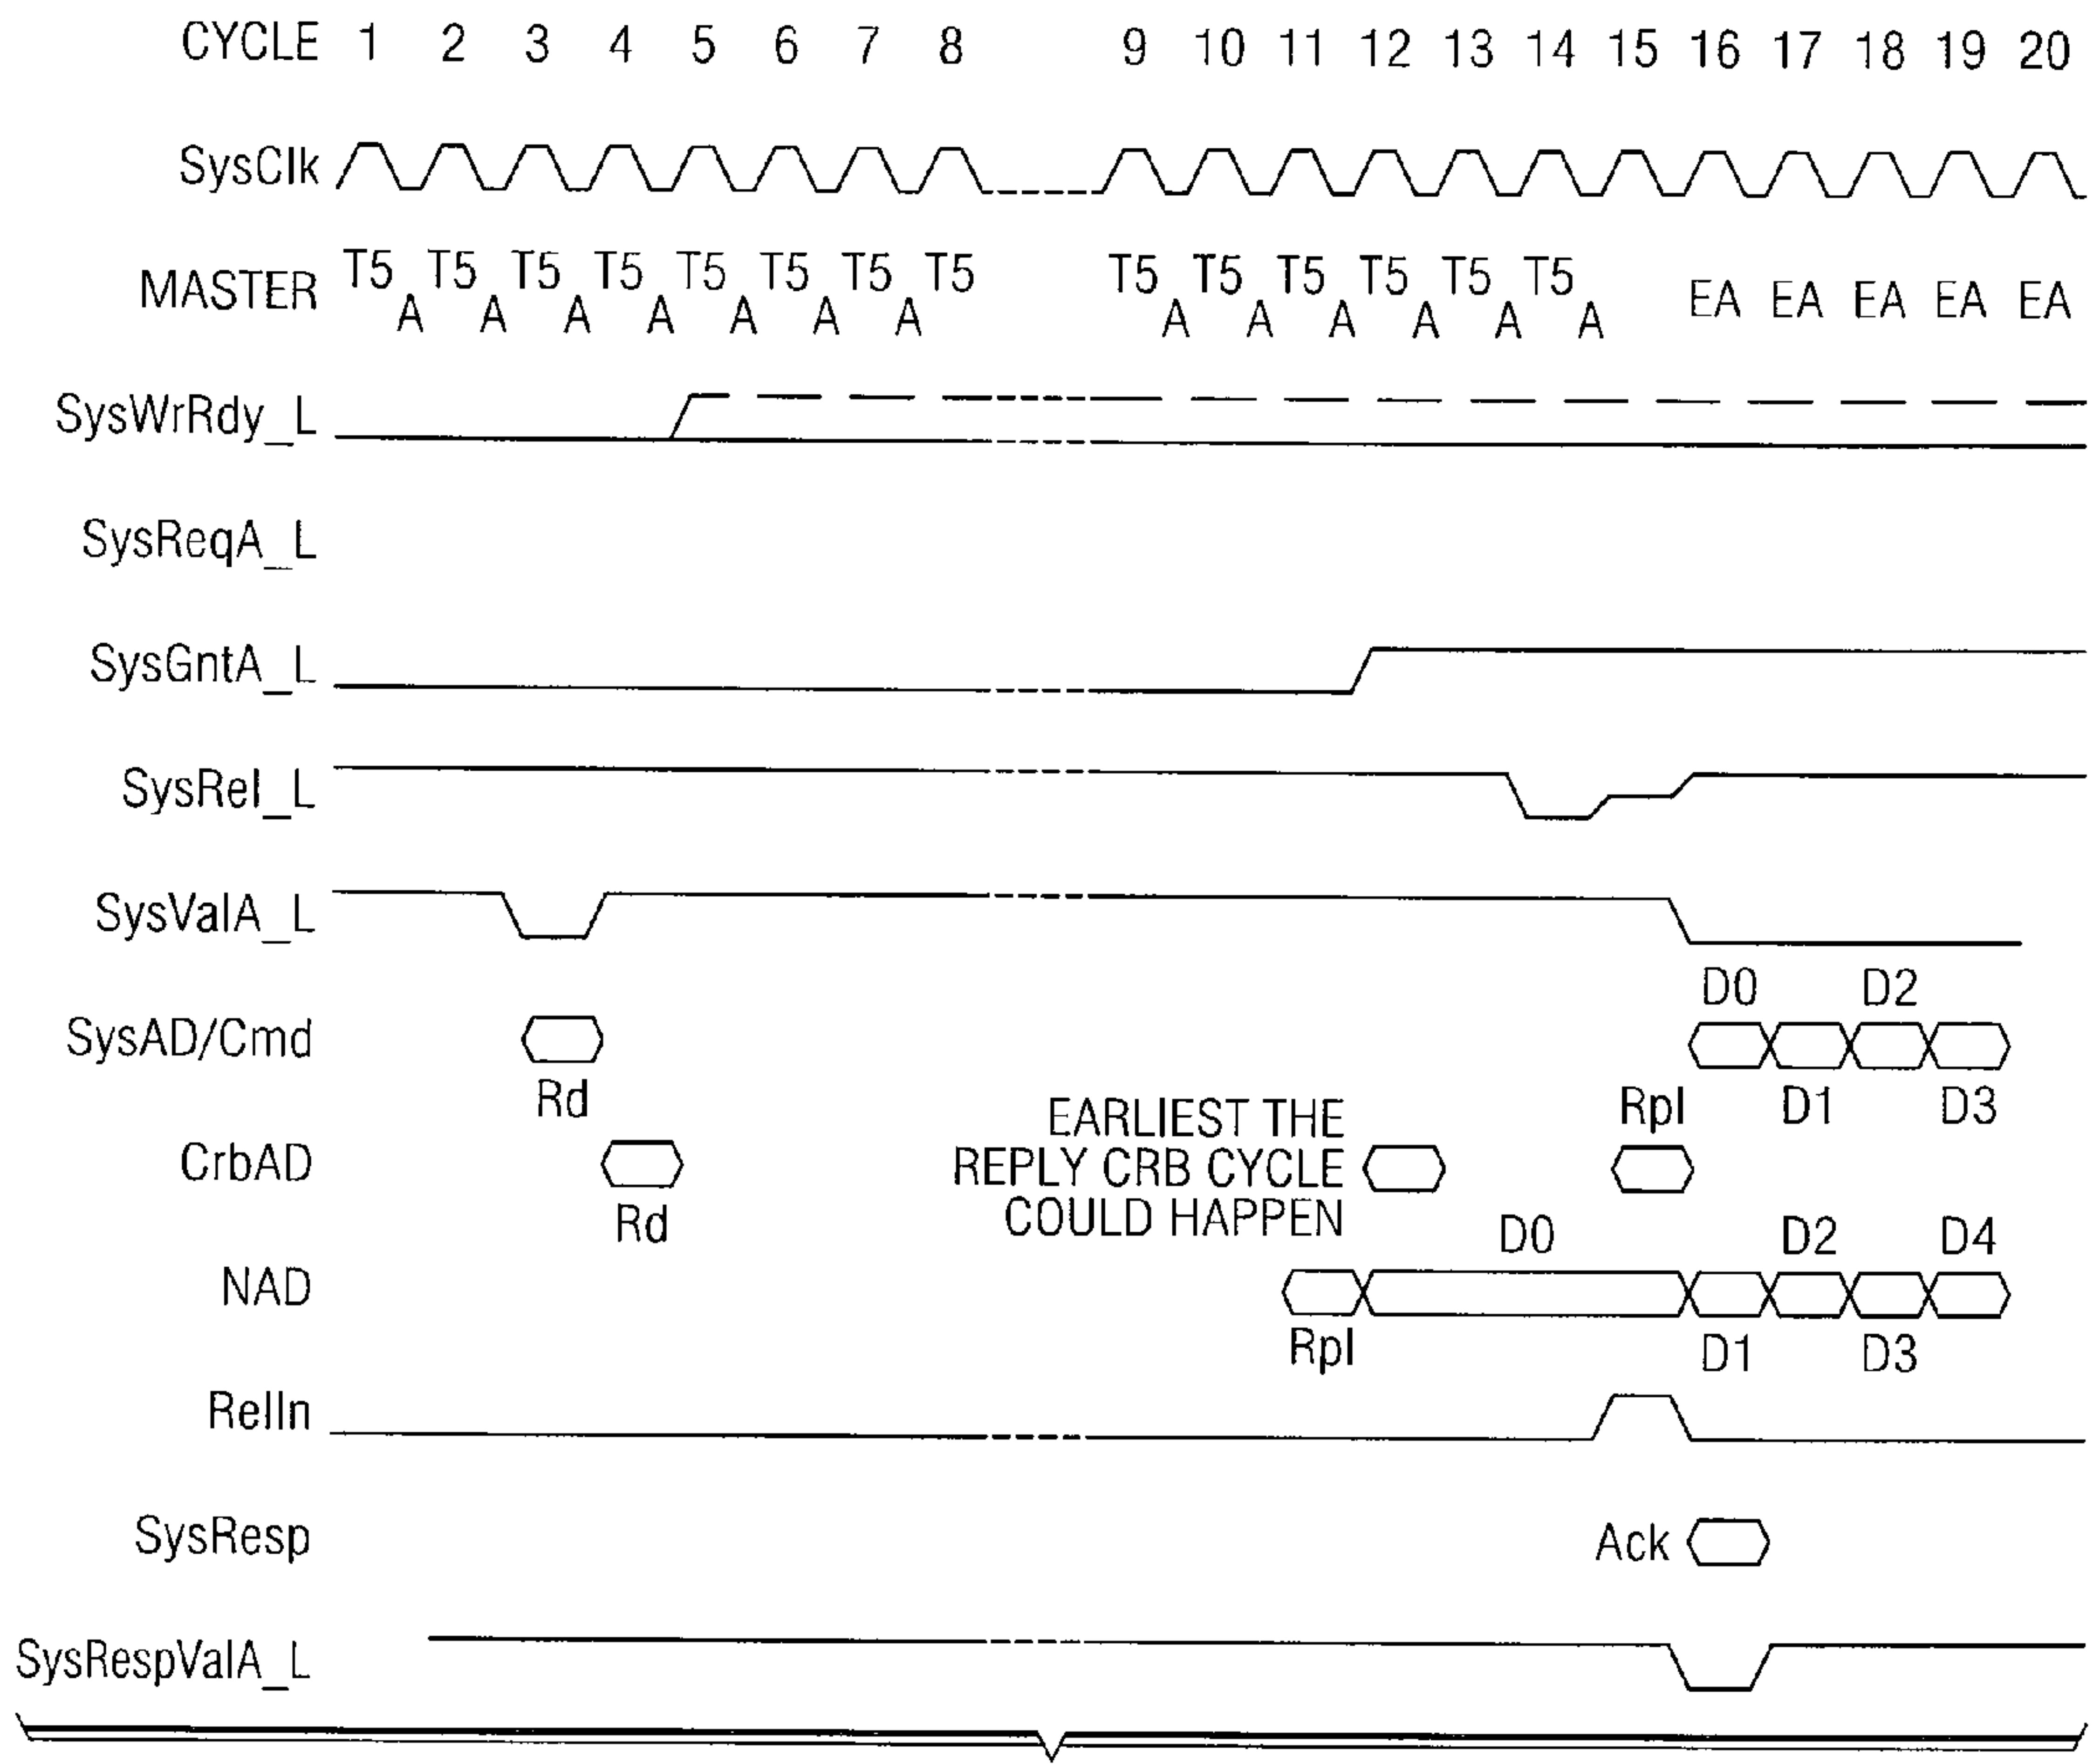 CYCLE 1 2 3 4 5 6 7 8 9 10 11 12 13 14 15 16 17 18 19 20
SysClk
MASTER T5 A T5 A T5 A T5 A T5 A T5 A T5 A T5 T5 A T5 A T5 A T5 A T5 A T5 A EA EA EA EA EA
SysWrRdy_L
SysReqA_L
SysGntA_L
SysRel_L
SysValA_L
D0 D2
SysAD/Cmd
Rd Rpl D1 D3
EARLIEST THE
CrbAD REPLY CRB CYCLE
COULD HAPPEN
Rd D0 D2 D4
NAD
Rpl D1 D3
RelIn
SysResp Ack
SysRespValA_L